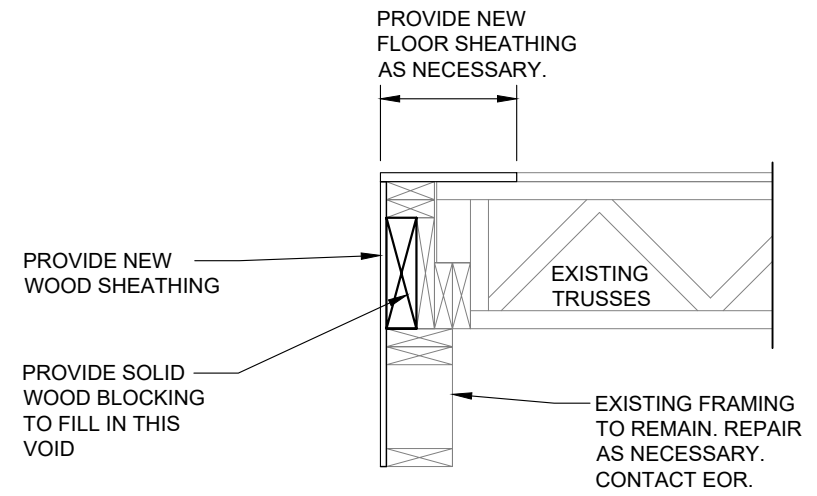 PROVIDE NEW
FLOOR SHEATHING
AS NECESSARY.
PROVIDE NEW
WOOD SHEATHING
EXISTING
TRUSSES
PROVIDE SOLID
WOOD BLOCKING
TO FILL IN THIS
VOID
EXISTING FRAMING
TO REMAIN. REPAIR
AS NECESSARY.
CONTACT EOR.